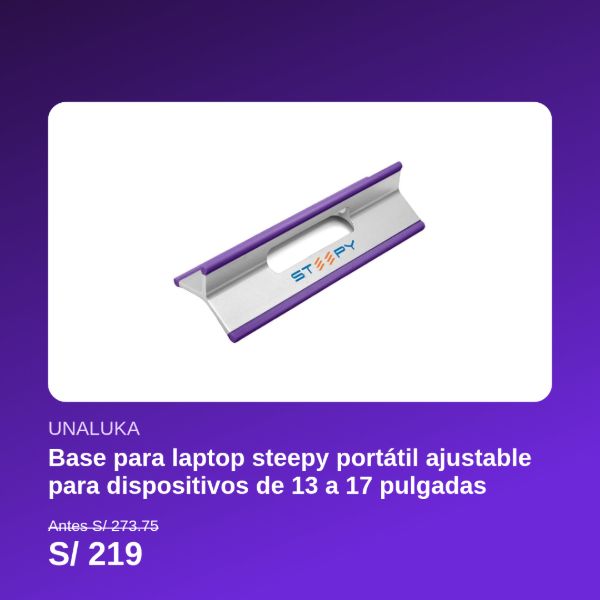 STEEPY
UNALUKA
Base para laptop steepy portátil ajustable
para dispositivos de 13 a 17 pulgadas
Antes S/ 273.75
S/ 219